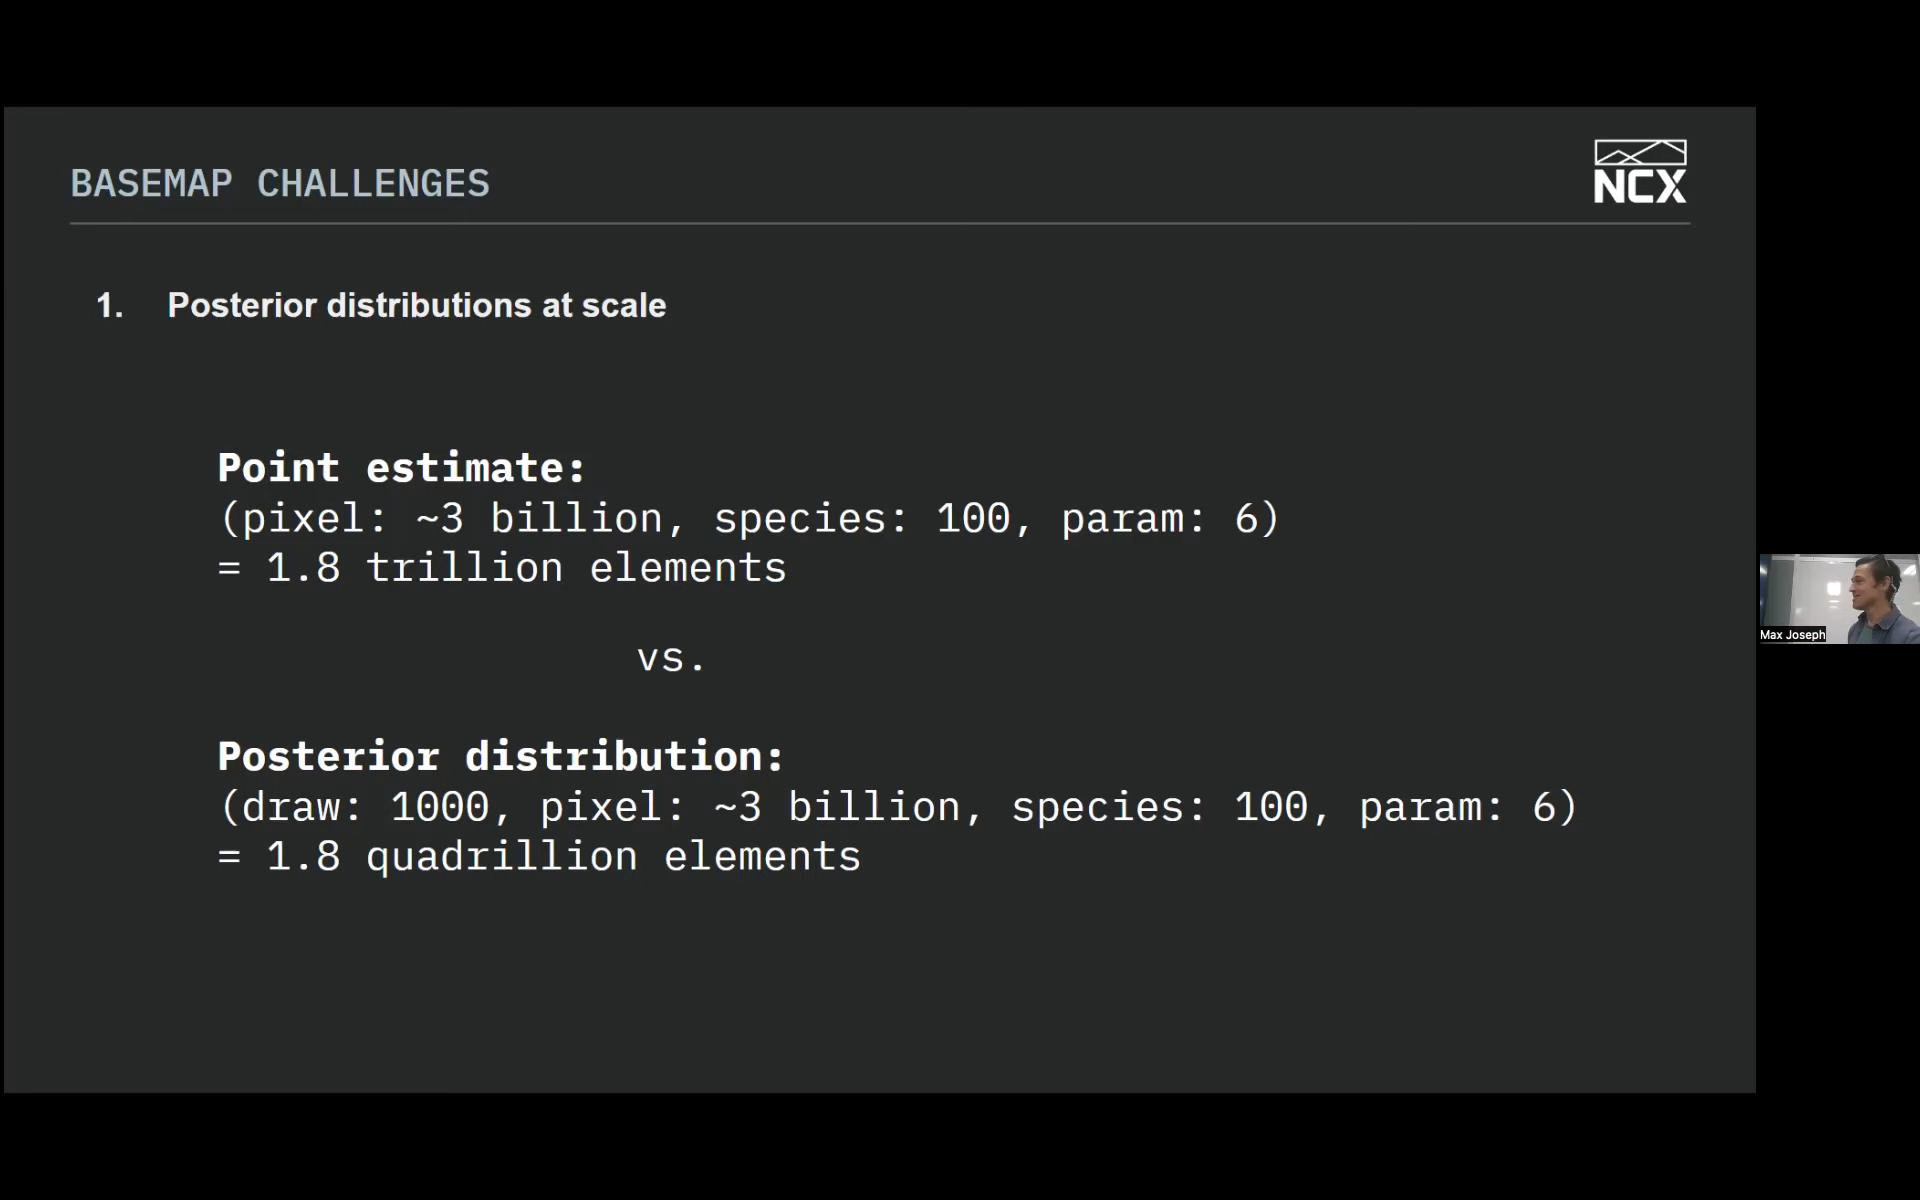 BASEMAP CHALLENGES
NCX
1. Posterior distributions at scale
Point estimate:
(pixel: ~3 billion, species: 100, param: 6)
= 1.8 trillion elements
vs.
Posterior distribution:
(draw: 1000, pixel: ~3 billion, species: 100, param: 6)
= 1.8 quadrillion elements
Max Joseph